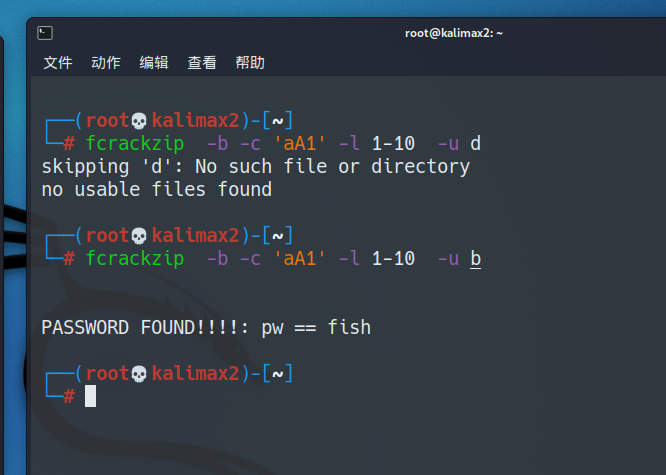 root@kalimax2: ~
文件 动作 编辑 查看 帮助
┌──(root💀kalimax2)-[~]
└─# fcrackzip  -b -c 'aA1' -l 1-10  -u d
skipping 'd': No such file or directory
no usable files found
┌──(root💀kalimax2)-[~]
└─# fcrackzip  -b -c 'aA1' -l 1-10  -u b
PASSWORD FOUND!!!!: pw == fish
┌──(root💀kalimax2)-[~]
└─#